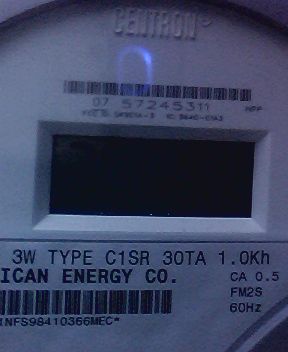 CENTRON
07 57245311
3W TYPE C1SR 30TA 1.0Kh
ICAN ENERGY CO.
CA 0.5
FM2S
60Hz
INFS98410366MEC*